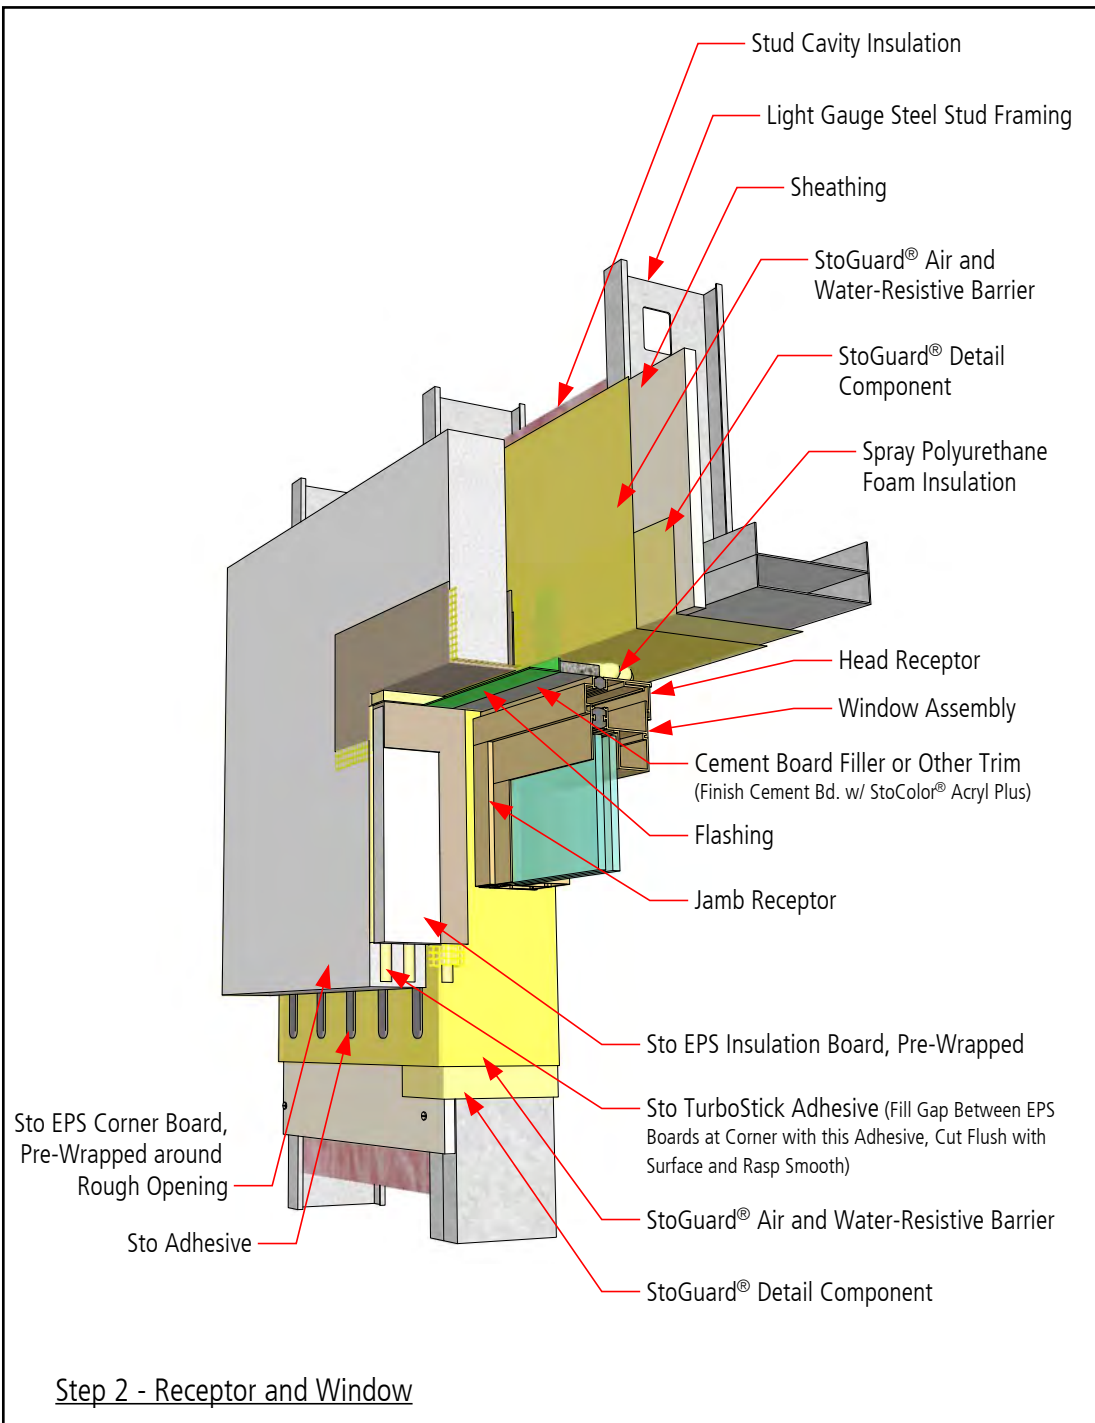 Stud Cavity Insulation
Light Gauge Steel Stud Framing
Sheathing
StoGuard® Air and
Water-Resistive Barrier
StoGuard® Detail
Component
Spray Polyurethane
Foam Insulation
Head Receptor
Window Assembly
Cement Board Filler or Other Trim
(Finish Cement Bd. w/ StoColor® Acryl Plus)
Flashing
Jamb Receptor
Sto EPS Insulation Board, Pre-Wrapped
Sto TurboStick Adhesive (Fill Gap Between EPS
Boards at Corner with this Adhesive, Cut Flush with
Surface and Rasp Smooth)
Sto EPS Corner Board,
Pre-Wrapped around
Rough Opening
StoGuard® Air and Water-Resistive Barrier
Sto Adhesive
StoGuard® Detail Component
Step 2 - Receptor and Window